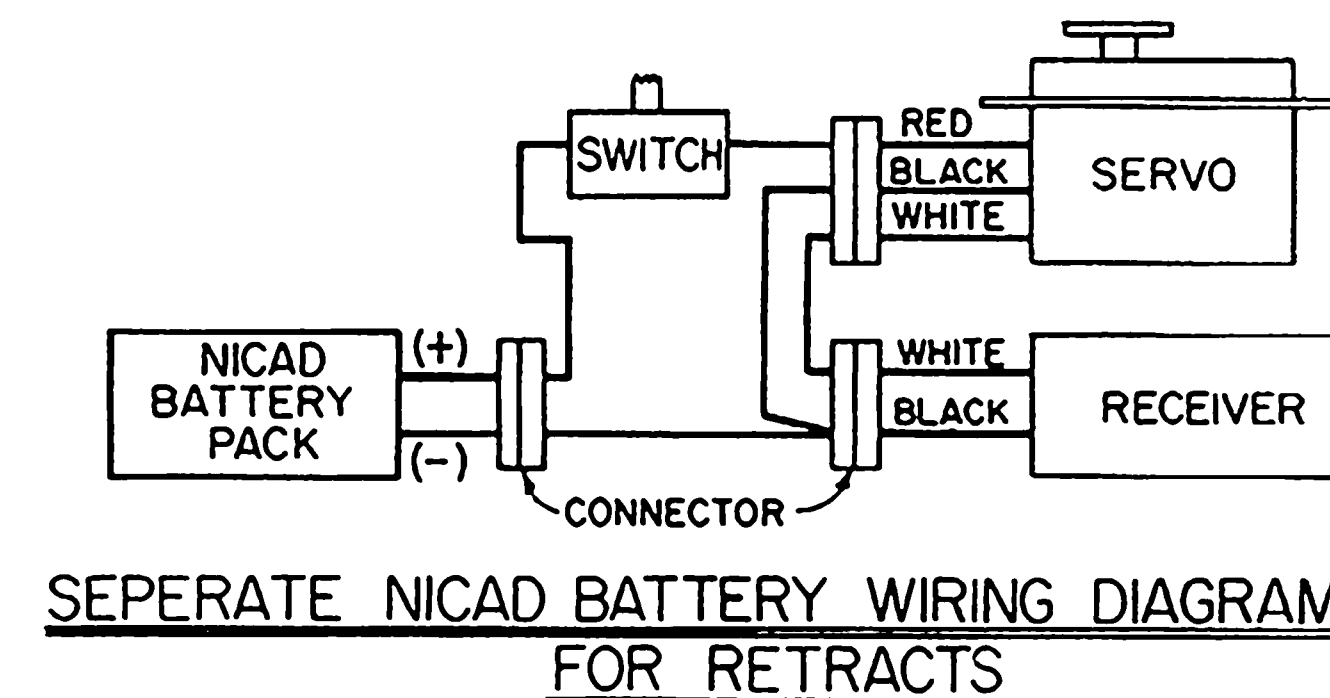 RED
SWITCH
BLACK
SERVO
WHITE
(+)
NICAD
BATTERY
PACK
(-)
WHITE
BLACK
RECEIVER
CONNECTOR
SEPERATE NICAD BATTERY WIRING DIAGRAM
FOR RETRACTS